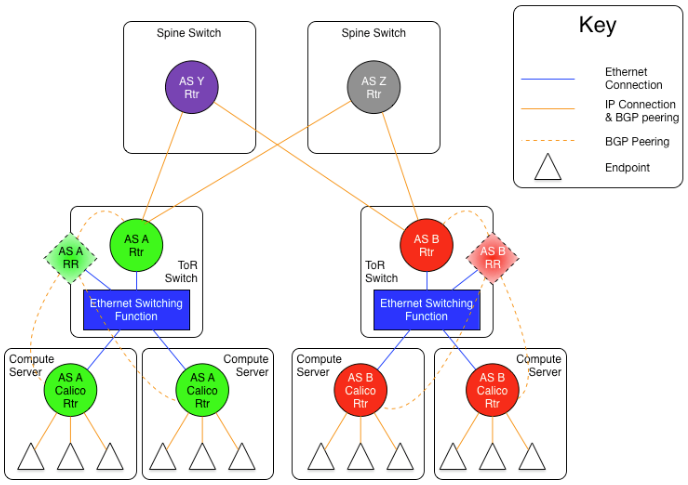 Spine Switch
AS Y
Rtr
Spine Switch
AS Z
Rtr
Key
Ethernet
Connection
IP Connection
& BGP peering
BGP Peering
Endpoint
AS A
RR
AS A
Rtr
ToR
Switch
Ethernet Switching
Function
AS B
Rtr
AS B
RR
ToR
Switch
Ethernet Switching
Function
Compute
Server
AS A
Calico
Rtr
AS A
Calico
Rtr
Compute
Server
Compute
Server
AS B
Calico
Rtr
AS B
Calico
Rtr
Compute
Server